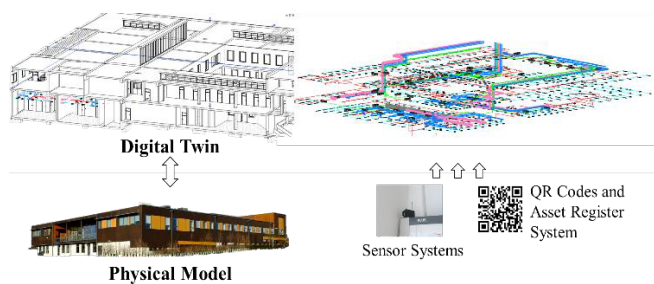 Digital Twin
QR Codes and
Asset Register
System
Sensor Systems
Physical Model